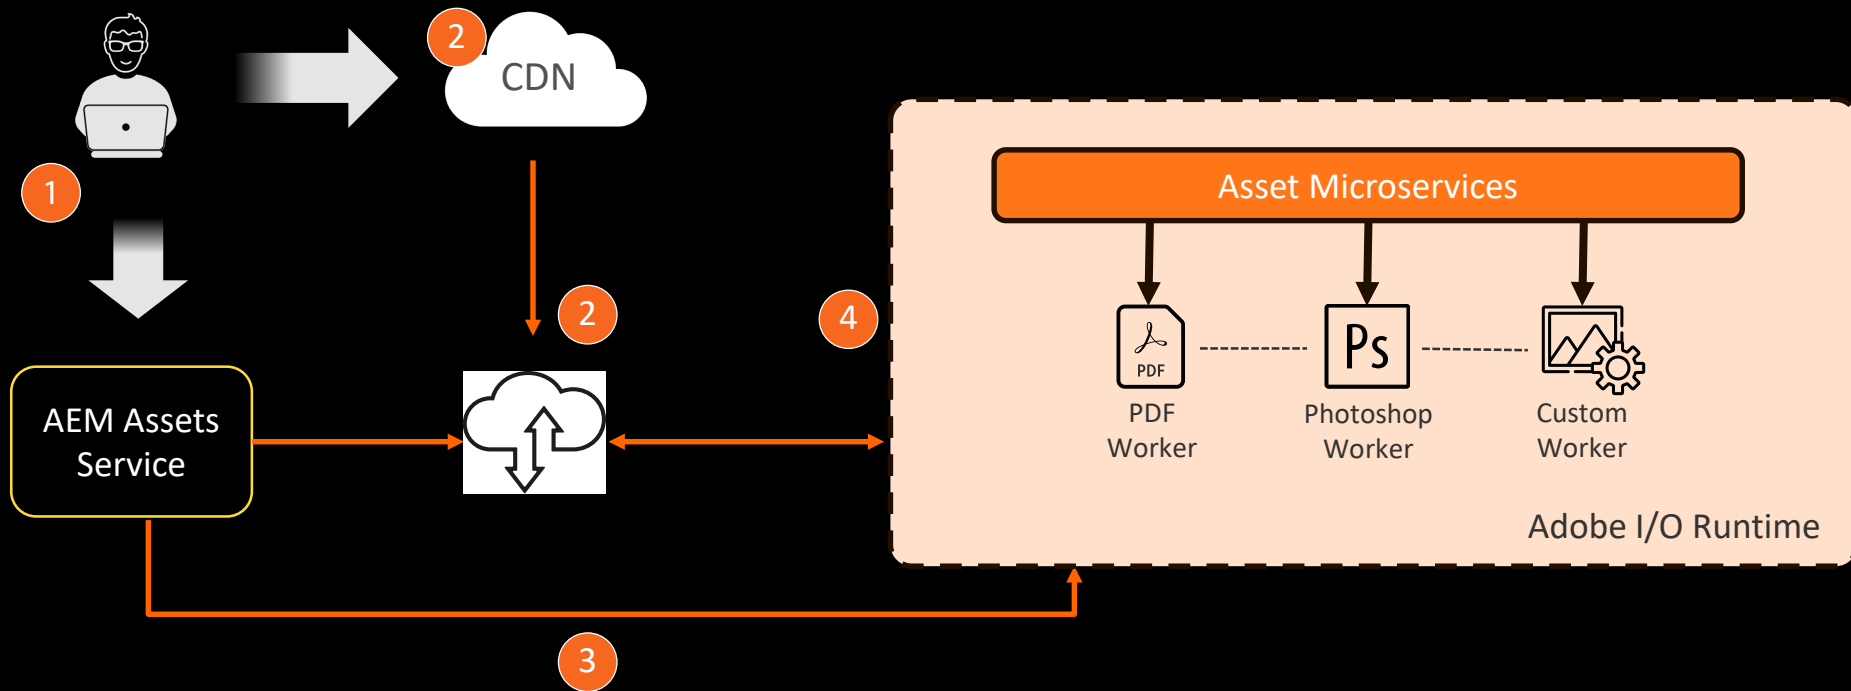 2
CDN
1
Asset Microservices
2
4
PDF
Ps
PDF
Worker
Photoshop
Worker
Custom
Worker
AEM Assets
Service
Adobe I/O Runtime
3